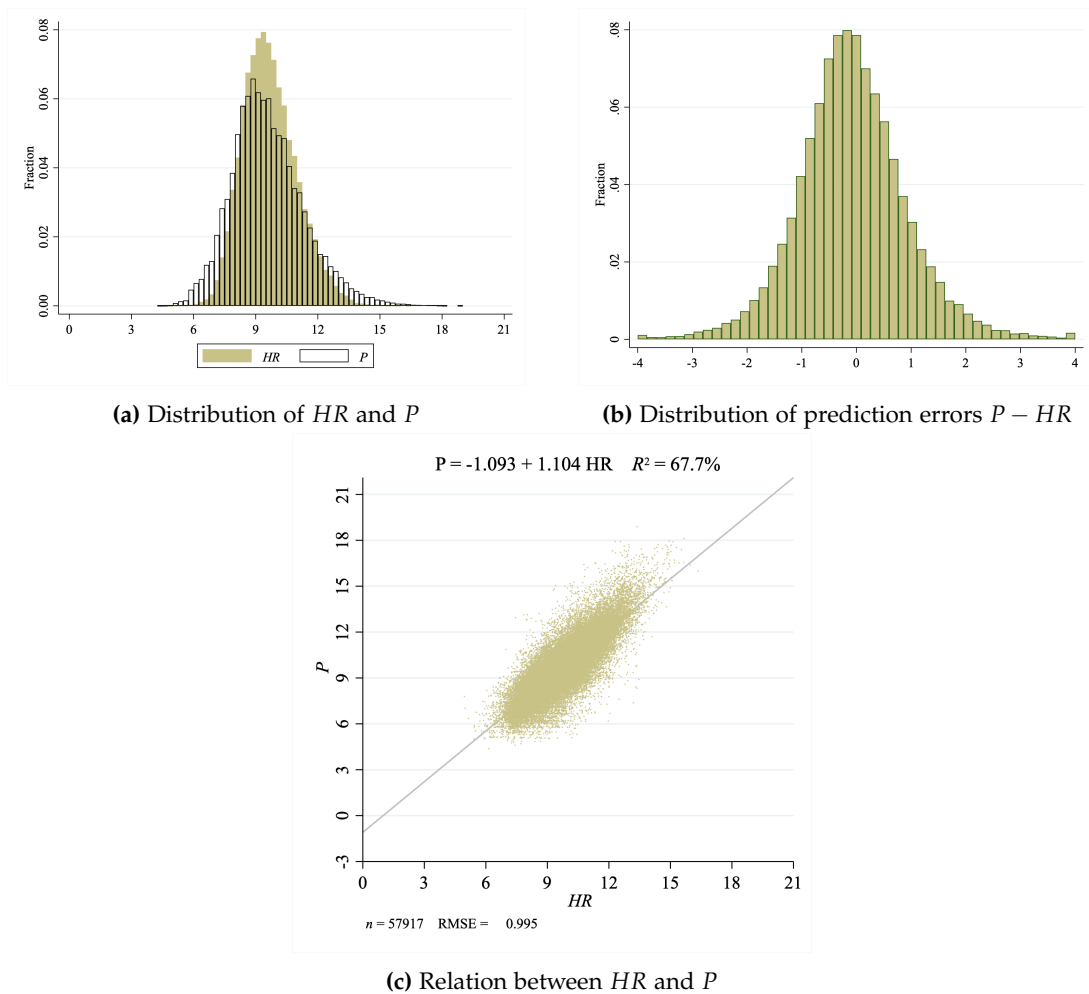 0.08
0.06
0.04
0.02
0.00
Fraction
0 3 6 9 12 15 18 21
HR P
(a) Distribution of HR and P
.08
.06
.04
.02
0
Fraction
-4 -3 -2 -1 0 1 2 3 4
(b) Distribution of prediction errors P − HR
P = -1.093 + 1.104 HR R² = 67.7%
21
18
15
12
9
6
3
0
-3
P
0 3 6 9 12 15 18 21
HR
n = 57917 RMSE = 0.995
(c) Relation between HR and P